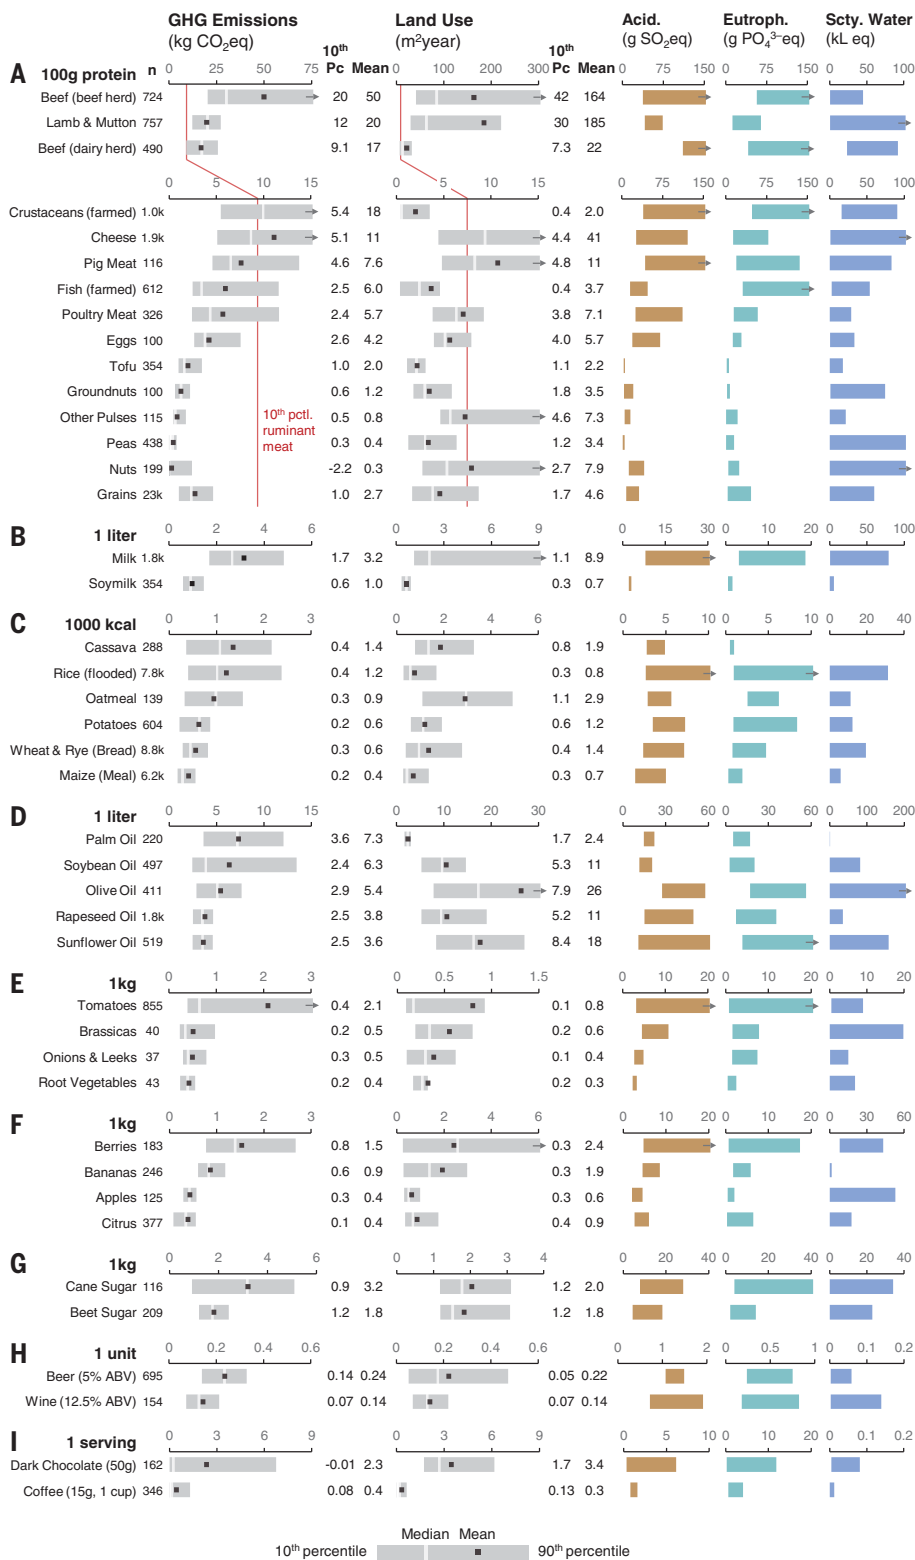 GHG Emissions Land Use Acid. Eutroph. Scty. Water
(kg CO₂eq) 10th (m²year) 10th (g SO₂eq) (g PO₄³⁻eq) (kL eq)
A 100g protein n 0 25 50 75 Pc Mean 0 100 200 300 Pc Mean 0 75 150 0 75 150 0 50 100
Beef (beef herd) 724 20 50 42 164
Lamb & Mutton 757 12 20 30 185
Beef (dairy herd) 490 9.1 17 7.3 22
0 5 10 15 0 5 10 15 0 75 150 0 75 150 0 50 100
Crustaceans (farmed) 1.0k 5.4 18 0.4 2.0
Cheese 1.9k 5.1 11 4.4 41
Pig Meat 116 4.6 7.6 4.8 11
Fish (farmed) 612 2.5 6.0 0.4 3.7
Poultry Meat 326 2.4 5.7 3.8 7.1
Eggs 100 2.6 4.2 4.0 5.7
Tofu 354 1.0 2.0 1.1 2.2
Groundnuts 100 0.6 1.2 1.8 3.5
Other Pulses 115 10th pctl. 0.5 0.8 4.6 7.3
ruminant
Peas 438 meat 0.3 0.4 1.2 3.4
Nuts 199 -2.2 0.3 2.7 7.9
Grains 23k 1.0 2.7 1.7 4.6
B 1 liter 0 2 4 6 0 3 6 9 0 15 30 0 10 20 0 50 100
Milk 1.8k 1.7 3.2 1.1 8.9
Soymilk 354 0.6 1.0 0.3 0.7
C 1000 kcal 0 1 2 3 0 2 4 6 0 5 10 0 5 10 0 50 100
Cassava 288 0.4 1.4 0.8 1.9
Rice (flooded) 7.8k 0.4 1.2 0.3 0.8
Oatmeal 139 0.3 0.9 1.1 2.9
Potatoes 604 0.2 0.6 0.6 1.2
Wheat & Rye (Bread) 8.8k 0.3 0.6 0.4 1.4
Maize (Meal) 6.2k 0.2 0.4 0.3 0.7
D 1 liter 0 5 10 15 0 10 20 30 0 30 60 0 30 60 0 100 200
Palm Oil 220 3.6 7.3 1.7 2.4
Soybean Oil 497 2.4 6.3 5.3 11
Olive Oil 411 2.9 5.4 7.9 26
Rapeseed Oil 1.8k 2.5 3.8 5.2 11
Sunflower Oil 519 2.5 3.6 8.4 18
E 1kg 0 1 2 3 0 0.5 1 1.5 0 10 20 0 10 20 0 10 20
Tomatoes 855 0.4 2.1 0.1 0.8
Brassicas 40 0.2 0.5 0.2 0.6
Onions & Leeks 37 0.3 0.5 0.1 0.4
Root Vegetables 43 0.2 0.4 0.2 0.3
F 1kg 0 1 2 3 0 2 4 6 0 10 20 0 10 20 0 30 60
Berries 183 0.8 1.5 0.3 2.4
Bananas 246 0.6 0.9 0.3 1.9
Apples 125 0.3 0.4 0.3 0.6
Citrus 377 0.1 0.4 0.4 0.9
G 1kg 0 2 4 6 0 1 2 3 4 0 20 40 0 20 40 0 20 40
Cane Sugar 116 0.9 3.2 1.2 2.0
Beet Sugar 209 1.2 1.8 1.2 1.8
H 1 unit 0 0.2 0.4 0.6 0 0.2 0.4 0.6 0 1 2 0 0.5 1 0 0.1 0.2
Beer (5% ABV) 695 0.14 0.24 0.05 0.22
Wine (12.5% ABV) 154 0.07 0.14 0.07 0.14
I 1 serving 0 3 6 9 0 3 6 9 0 5 10 0 10 20 0 0.1 0.2
Dark Chocolate (50g) 162 -0.01 2.3 1.7 3.4
Coffee (15g, 1 cup) 346 0.08 0.4 0.13 0.3
Median Mean
10th percentile 90th percentile